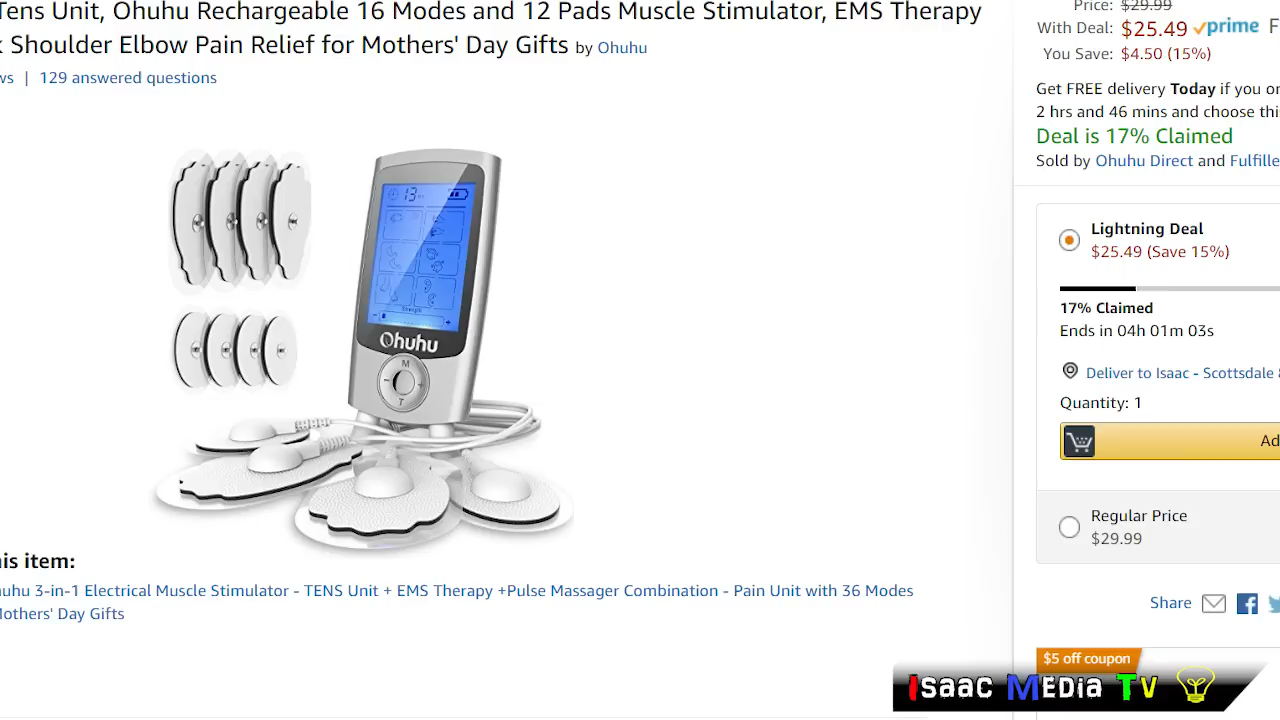 Tens Unit, Ohuhu Rechargeable 16 Modes and 12 Pads Muscle Stimulator, EMS Therapy
Shoulder Elbow Pain Relief for Mothers' Day Gifts by Ohuhu
129 answered questions
13
Strength
Ohuhu
M
T
his item:
uhu 3-in-1 Electrical Muscle Stimulator - TENS Unit + EMS Therapy +Pulse Massager Combination - Pain Unit with 36 Modes
Mothers' Day Gifts
Price: $29.99
With Deal: $25.49 prime F
You Save: $4.50 (15%)
Get FREE delivery Today if you or
2 hrs and 46 mins and choose thi
Deal is 17% Claimed
Sold by Ohuhu Direct and Fulfille
Lightning Deal
$25.49 (Save 15%)
17% Claimed
Ends in 04h 01m 03s
Deliver to Isaac - Scottsdale
Quantity: 1
Ad
Regular Price
$29.99
Share
$5 off coupon
Isaac MEdia Tv